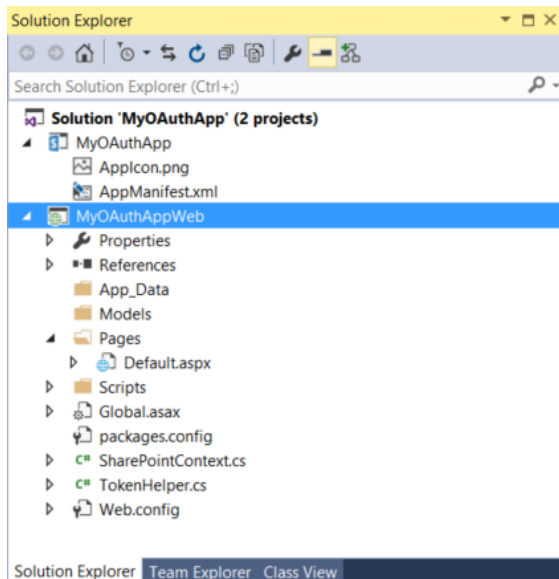 Solution Explorer
Search Solution Explorer (Ctrl+;)
Solution 'MyOAuthApp' (2 projects)
MyOAuthApp
AppIcon.png
AppManifest.xml
MyOAuthAppWeb
Properties
References
App_Data
Models
Pages
Default.aspx
Scripts
Global.asax
packages.config
C# SharePointContext.cs
C# TokenHelper.cs
Web.config
Solution Explorer Team Explorer Class View